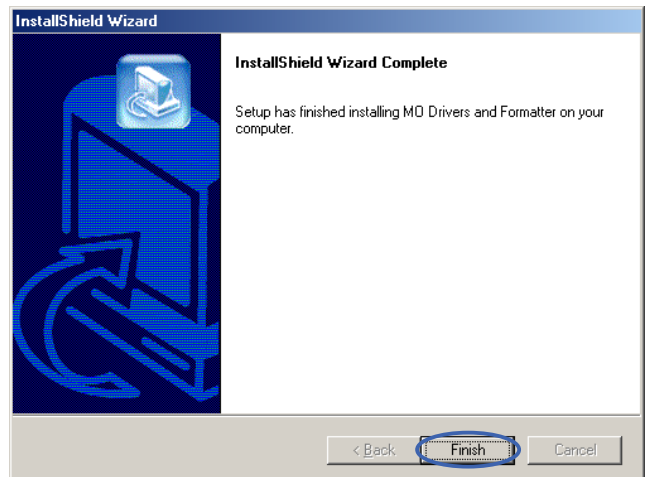 InstallShield Wizard
InstallShield Wizard Complete
Setup has finished installing MO Drivers and Formatter on your
computer.
< Back Finish Cancel